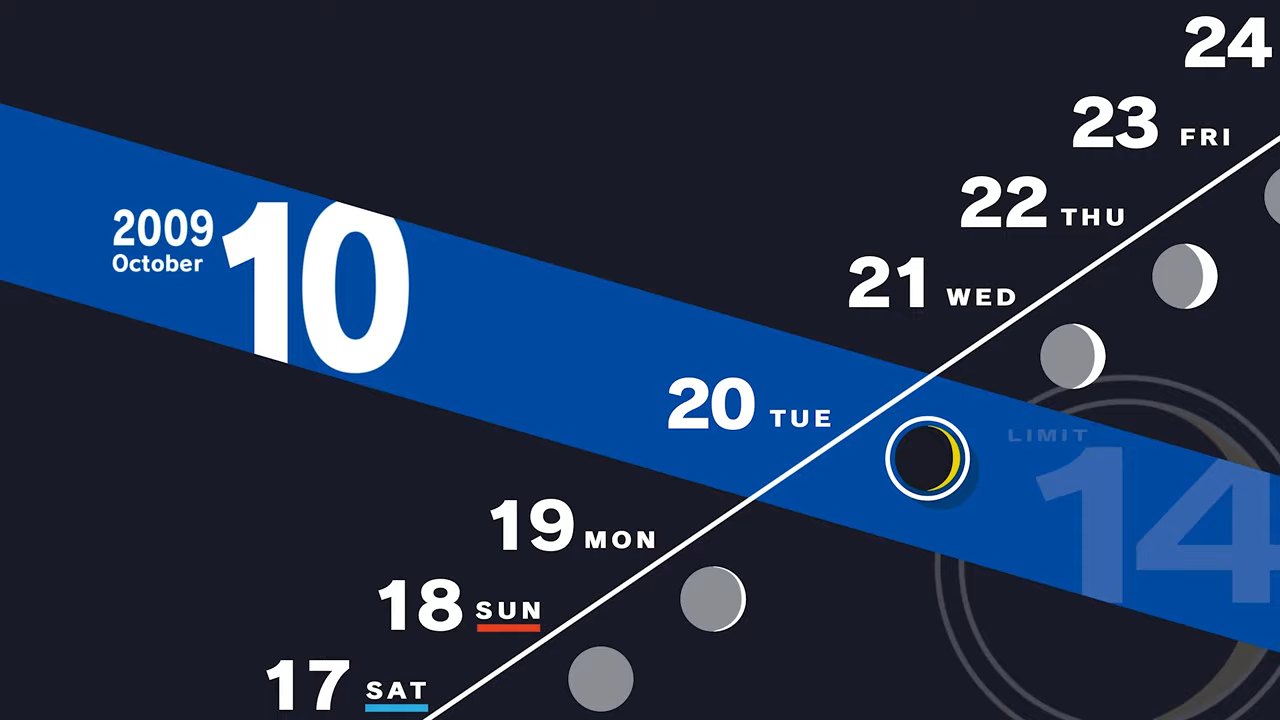 24
23 FRI
22 THU
21 WED
2009
October
10
20 TUE
LIMIT
14
19 MON
18 SUN
17 SAT